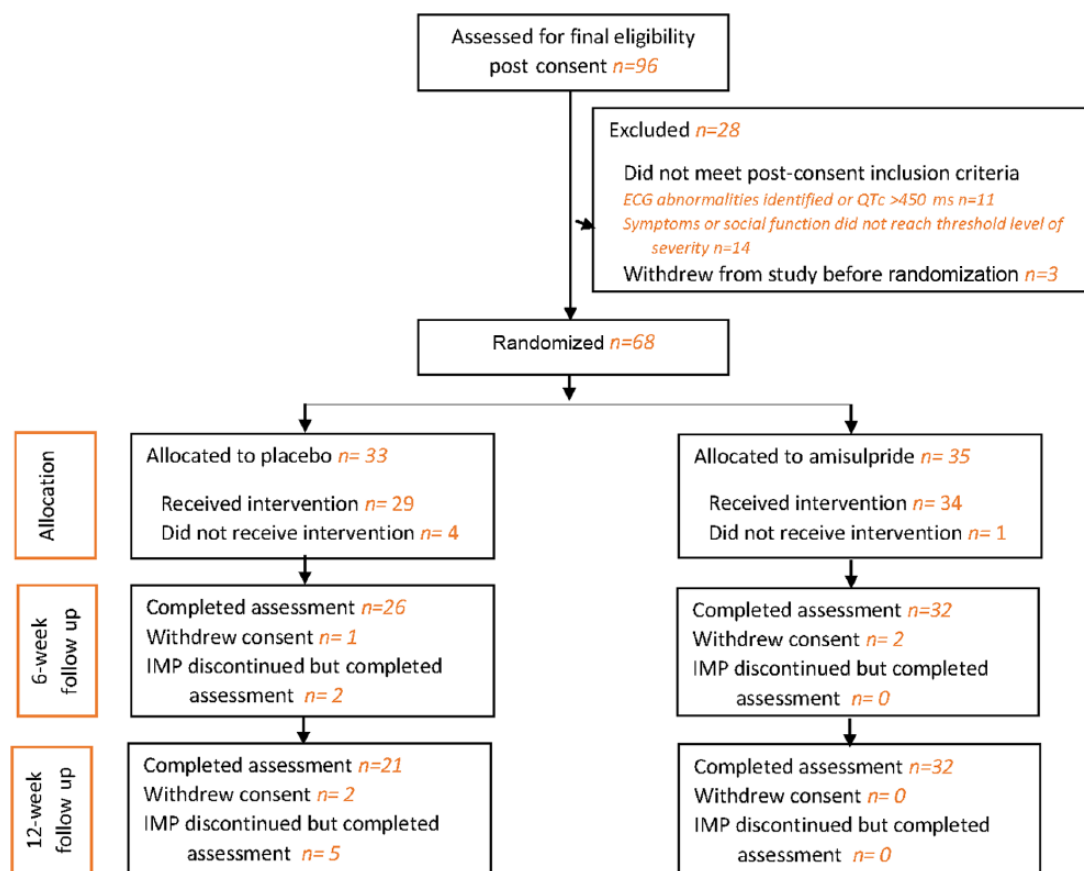 Assessed for final eligibility
post consent n=96
Excluded n=28
Did not meet post-consent inclusion criteria
ECG abnormalities identified or QTc >450 ms n=11
Symptoms or social function did not reach threshold level of
severity n=14
Withdrew from study before randomization n=3
Randomized n=68
Allocation
Allocated to placebo n= 33
Received intervention n= 29
Did not receive intervention n= 4
Allocated to amisulpride n= 35
Received intervention n= 34
Did not receive intervention n= 1
6-week
follow up
Completed assessment n=26
Withdrew consent n= 1
IMP discontinued but completed
assessment n= 2
Completed assessment n=32
Withdrew consent n= 2
IMP discontinued but completed
assessment n= 0
12-week
follow up
Completed assessment n=21
Withdrew consent n= 2
IMP discontinued but completed
assessment n= 5
Completed assessment n=32
Withdrew consent n= 0
IMP discontinued but completed
assessment n= 0